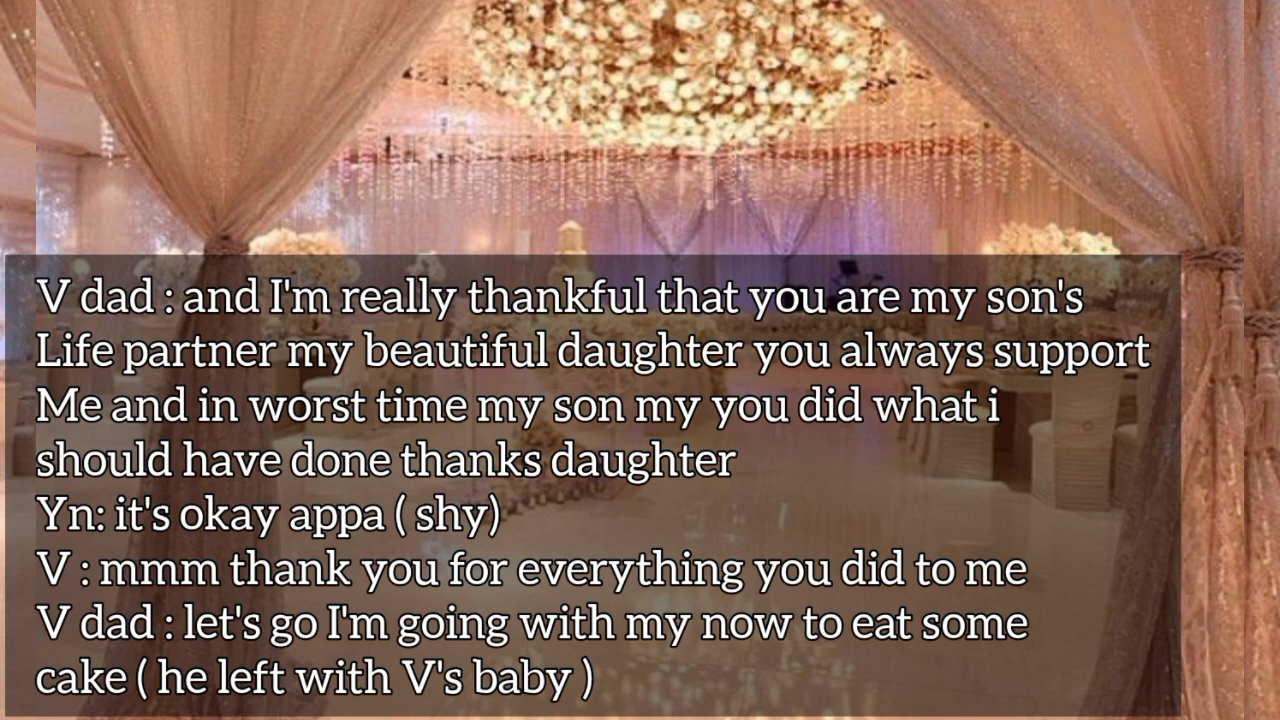 V dad : and I'm really thankful that you are my son's
Life partner my beautiful daughter you always support
Me and in worst time my son my you did what i
should have done thanks daughter
Yn: it's okay appa ( shy)
V : mmm thank you for everything you did to me
V dad : let's go I'm going with my now to eat some
cake ( he left with V's baby )